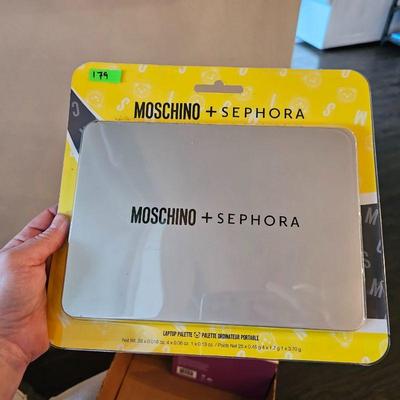 179
MOSCHINO + SEPHORA
MOSCHINO + SEPHORA
LAPTOP PALETTE PALETTE ORDINATEUR PORTABLE